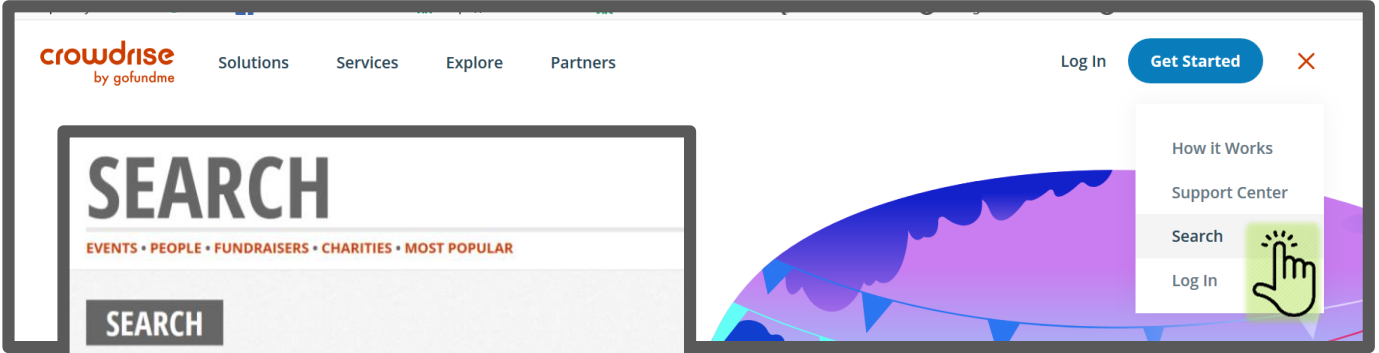 crowdrise
by gofundme
Solutions Services Explore Partners
Log In Get Started
How it Works
Support Center
Search
Log In
SEARCH
EVENTS • PEOPLE • FUNDRAISERS • CHARITIES • MOST POPULAR
SEARCH